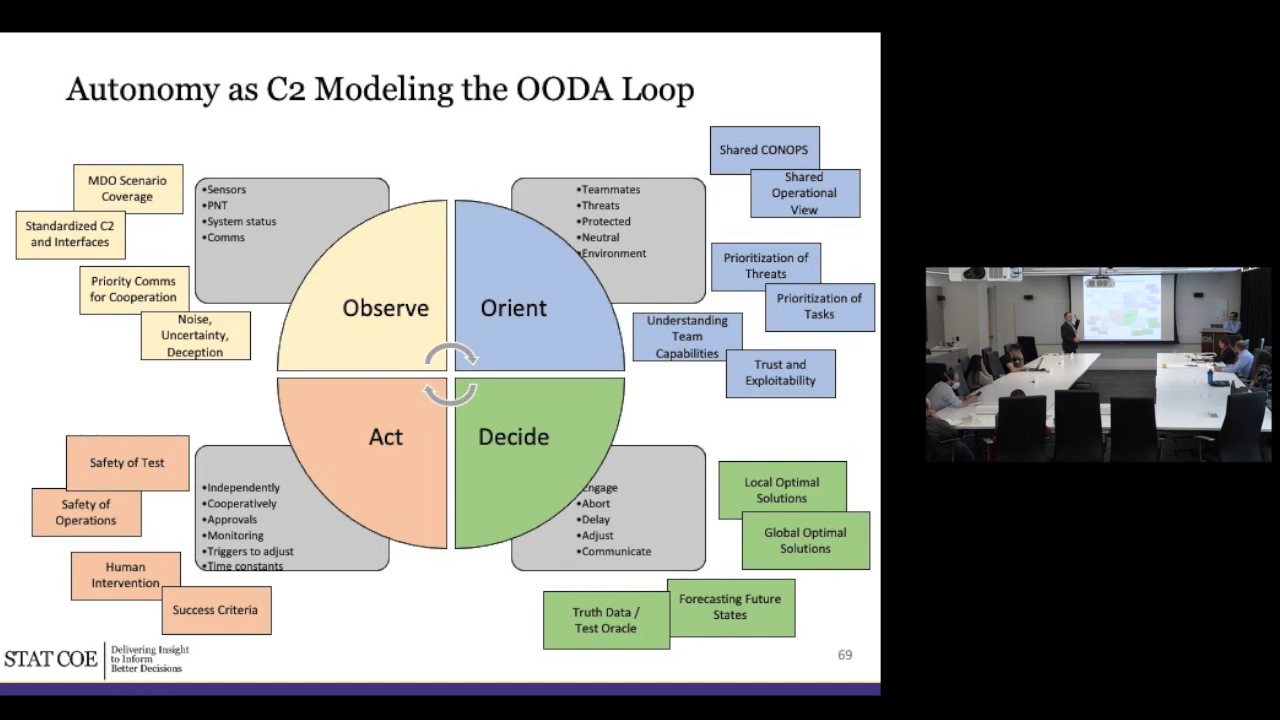 Autonomy as C2 Modeling the OODA Loop
MDO Scenario
Coverage
Standardized C2
and Interfaces
Priority Comms
for Cooperation
Noise,
Uncertainty,
Deception
•Sensors
•PNT
•System status
•Comms
Observe
Orient
•Teammates
•Threats
•Protected
•Neutral
•Environment
Shared CONOPS
Shared
Operational
View
Prioritization of
Threats
Prioritization of
Tasks
Understanding
Team
Capabilities
Trust and
Exploitability
Act
Decide
Safety of Test
Safety of
Operations
Human
Intervention
Success Criteria
•Independently
•Cooperatively
•Approvals
•Monitoring
•Triggers to adjust
•Time constants
Engage
•Abort
•Delay
•Adjust
•Communicate
Local Optimal
Solutions
Global Optimal
Solutions
Forecasting Future
States
Truth Data /
Test Oracle
STAT COE
Delivering Insight
to Inform
Better Decisions
69